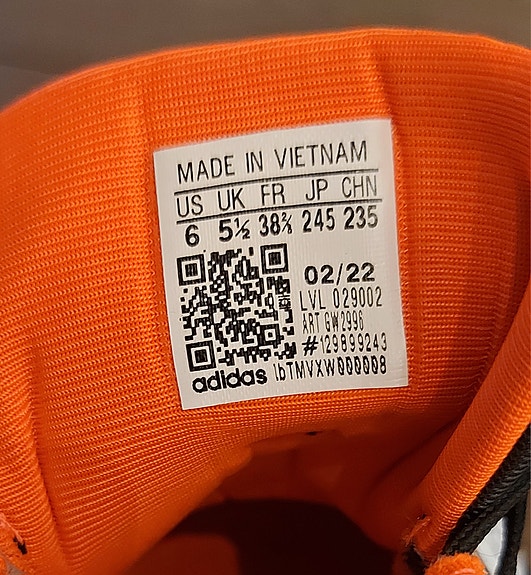 MADE IN VIETNAM
US UK FR JP CHN
6 5½ 38⅔ 245 235
02/22
LVL 029002
ART GW2996
#129899243
adidas 1bTMVXW000008